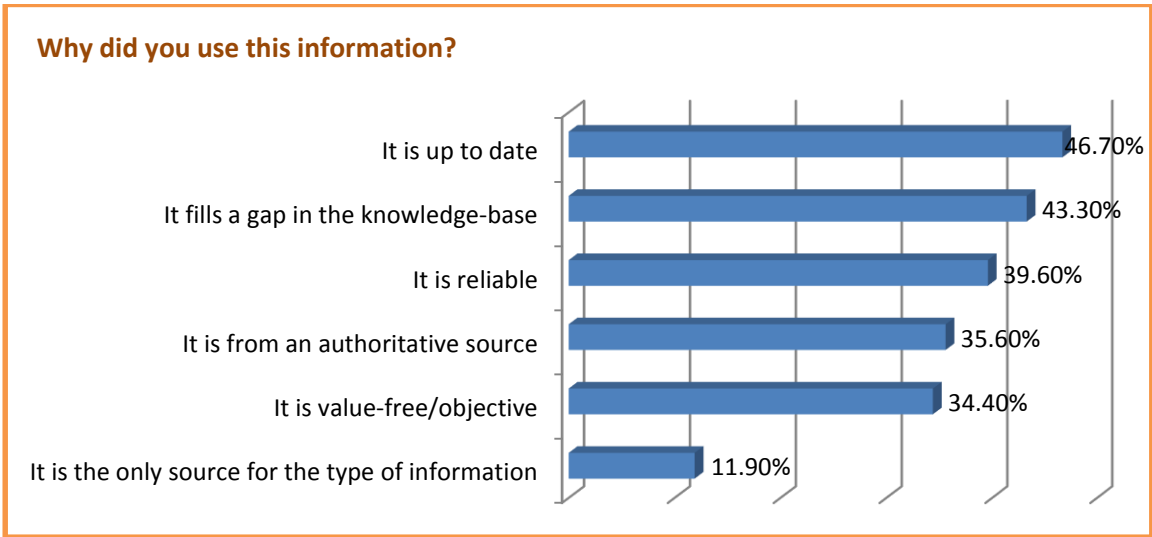 Why did you use this information?
It is up to date 46.70%
It fills a gap in the knowledge-base 43.30%
It is reliable 39.60%
It is from an authoritative source 35.60%
It is value-free/objective 34.40%
It is the only source for the type of information 11.90%